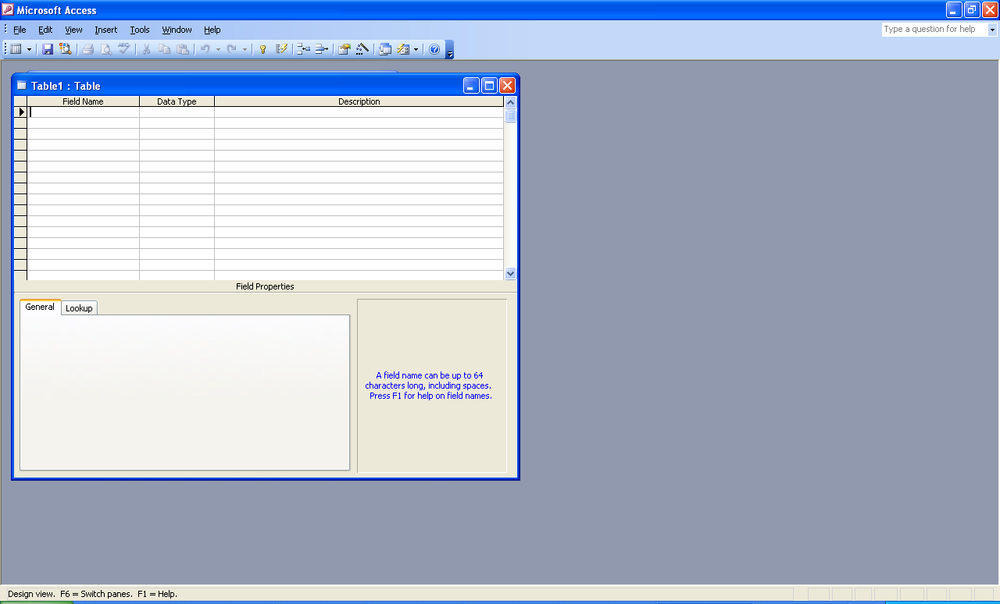 Microsoft Access
File Edit View Insert Tools Window Help
Type a question for help
Table1 : Table
Field Name Data Type Description
Field Properties
General Lookup
A field name can be up to 64
characters long, including spaces.
Press F1 for help on field names.
Design view. F6 = Switch panes. F1 = Help.